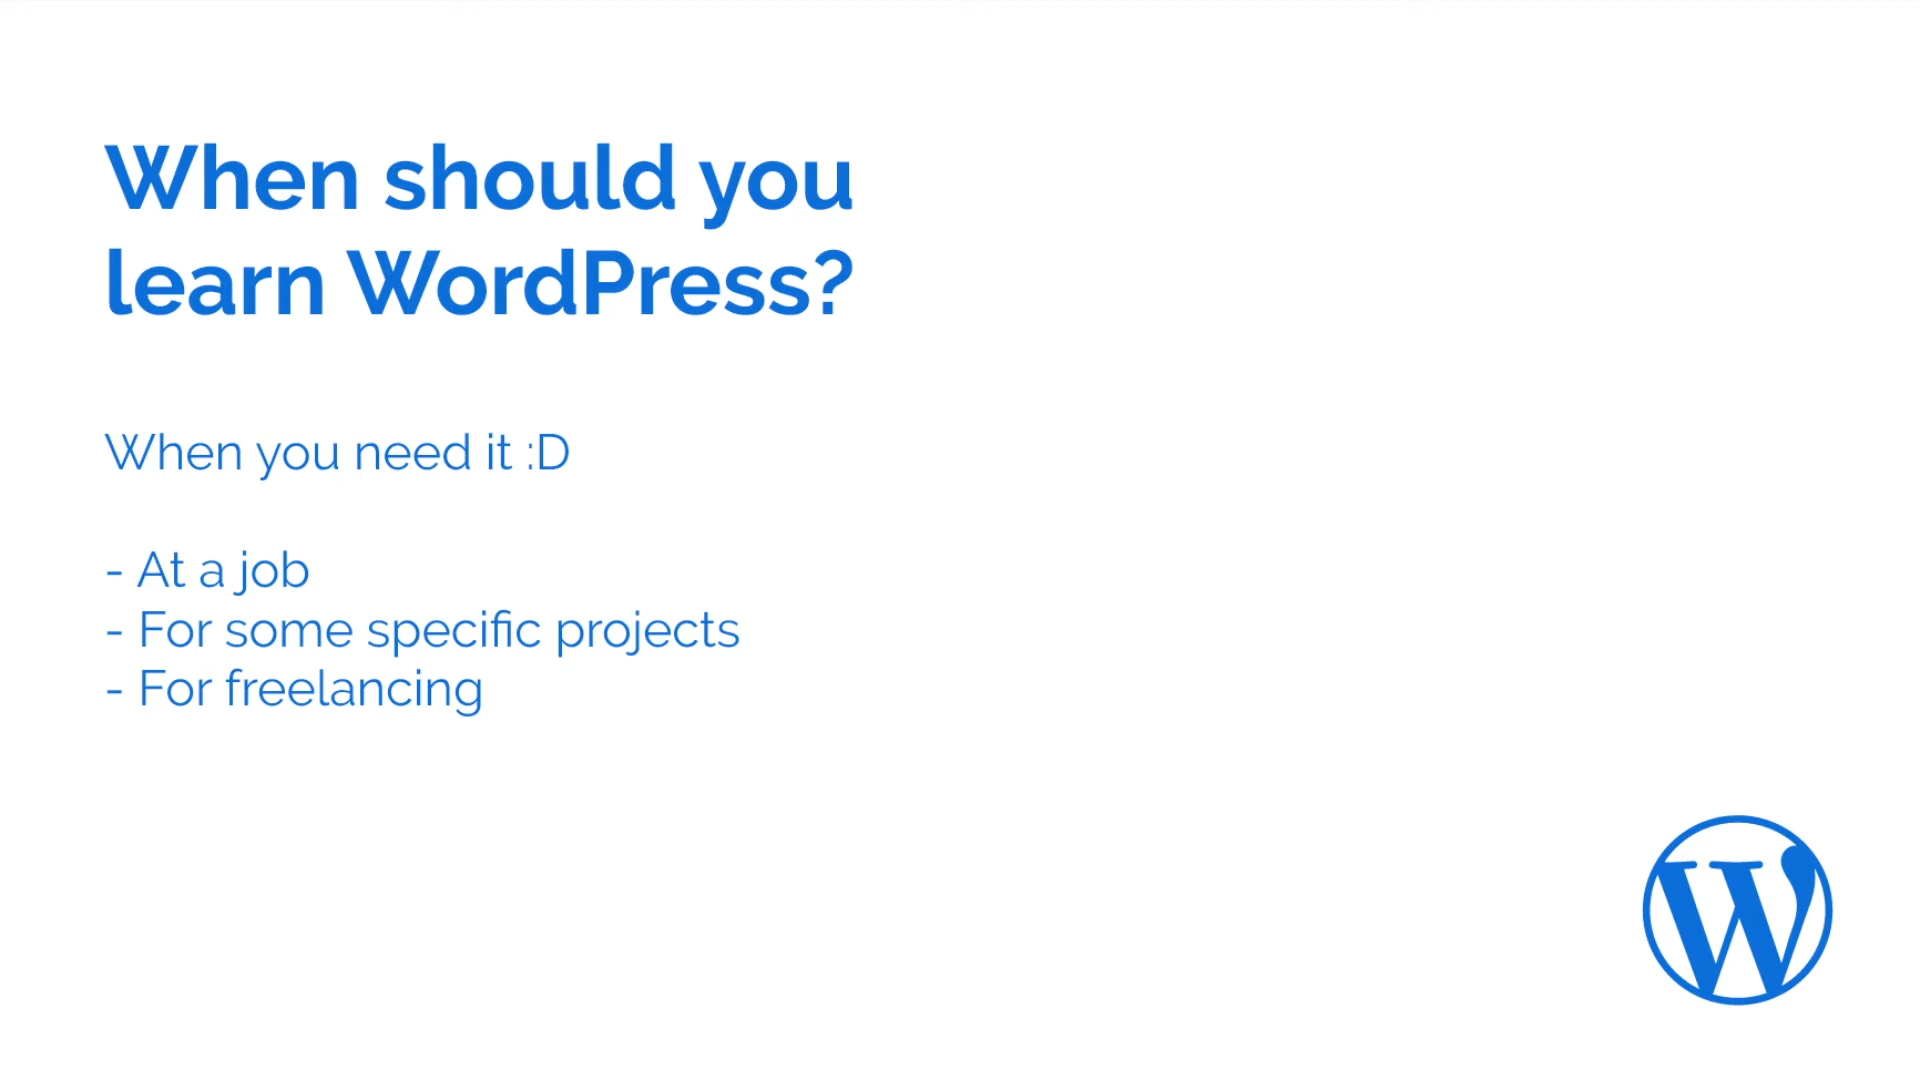 When should you
learn WordPress?
When you need it :D
- At a job
- For some specific projects
- For freelancing